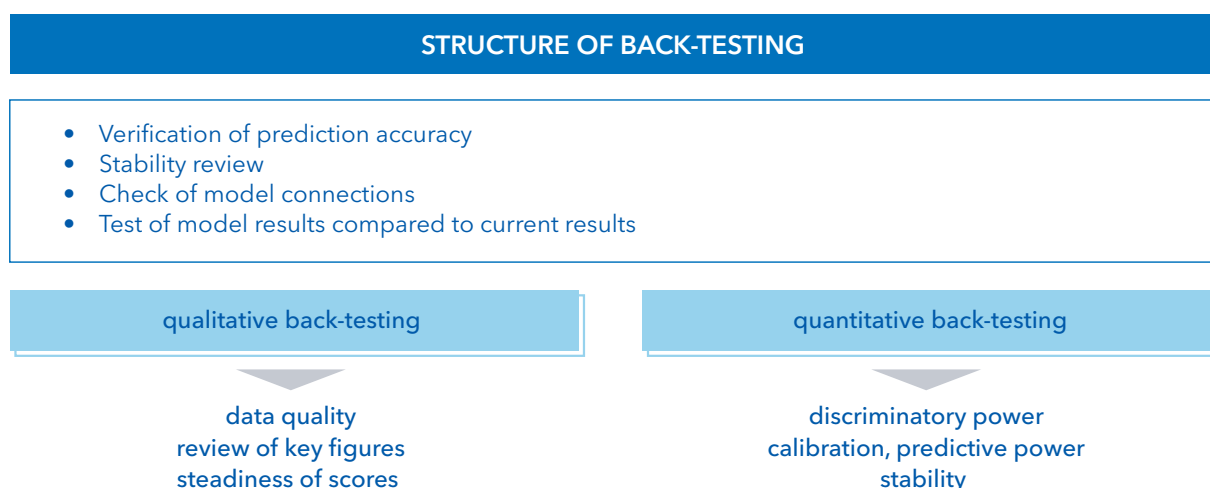 STRUCTURE OF BACK-TESTING
• Verification of prediction accuracy
• Stability review
• Check of model connections
• Test of model results compared to current results
qualitative back-testing
data quality
review of key figures
steadiness of scores
quantitative back-testing
discriminatory power
calibration, predictive power
stability